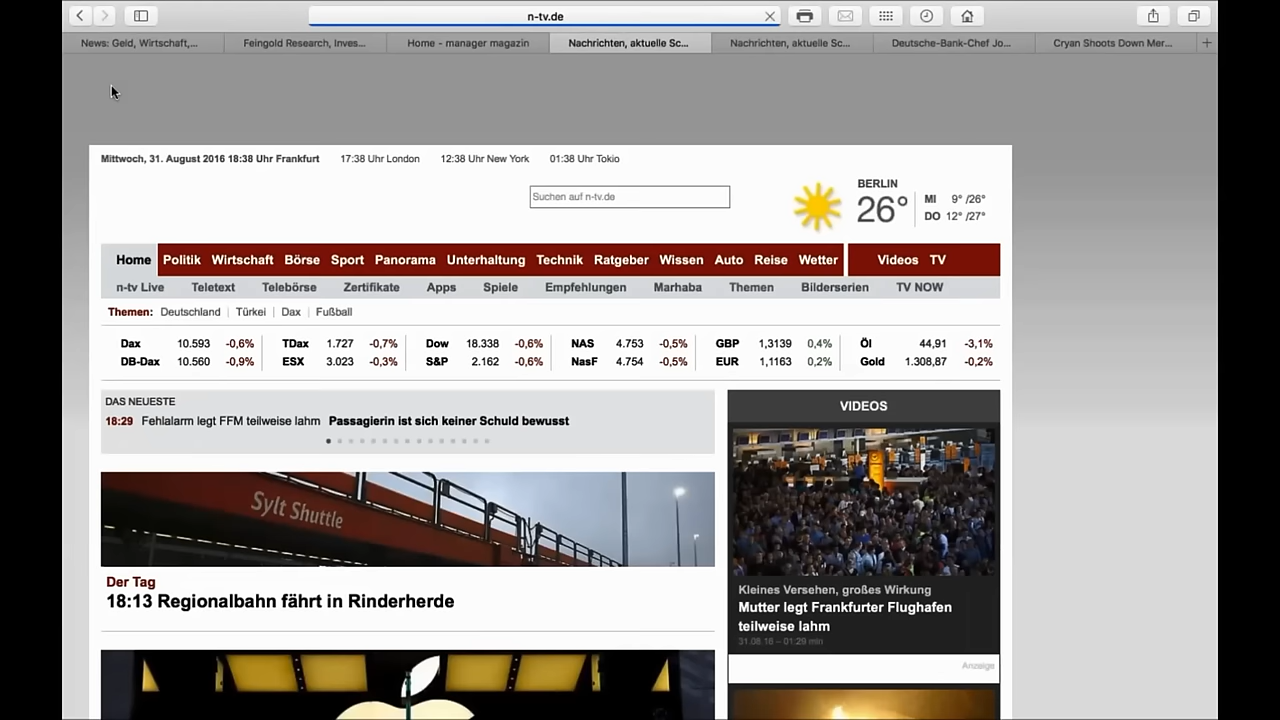 n-tv.de
News: Geld, Wirtschaft,...
Feingold Research, Inves...
Home - manager magazin
Nachrichten, aktuelle Sc...
Nachrichten, aktuelle Sc...
Deutsche-Bank-Chef Jo...
Cryan Shoots Down Mer...
Mittwoch, 31. August 2016 18:38 Uhr Frankfurt 17:38 Uhr London 12:38 Uhr New York 01:38 Uhr Tokio
Suchen auf n-tv.de
BERLIN
26°
MI 9° /26°
DO 12° /27°
Home Politik Wirtschaft Börse Sport Panorama Unterhaltung Technik Ratgeber Wissen Auto Reise Wetter Videos TV
n-tv Live Teletext Telebörse Zertifikate Apps Spiele Empfehlungen Marhaba Themen Bilderserien TV NOW
Themen: Deutschland | Türkei | Dax | Fußball
Dax 10.593 -0,6% TDax 1.727 -0,7% Dow 18.338 -0,6% NAS 4.753 -0,5% GBP 1,3139 0,4% Öl 44,91 -3,1%
DB-Dax 10.560 -0,9% ESX 3.023 -0,3% S&P 2.162 -0,6% NasF 4.754 -0,5% EUR 1,1163 0,2% Gold 1.308,87 -0,2%
DAS NEUESTE
18:29 Fehlalarm legt FFM teilweise lahm Passagierin ist sich keiner Schuld bewusst
Sylt Shuttle
Der Tag
18:13 Regionalbahn fährt in Rinderherde
VIDEOS
Kleines Versehen, großes Wirkung
Mutter legt Frankfurter Flughafen
teilweise lahm
31.08.16 – 01:29 min
Anzeige